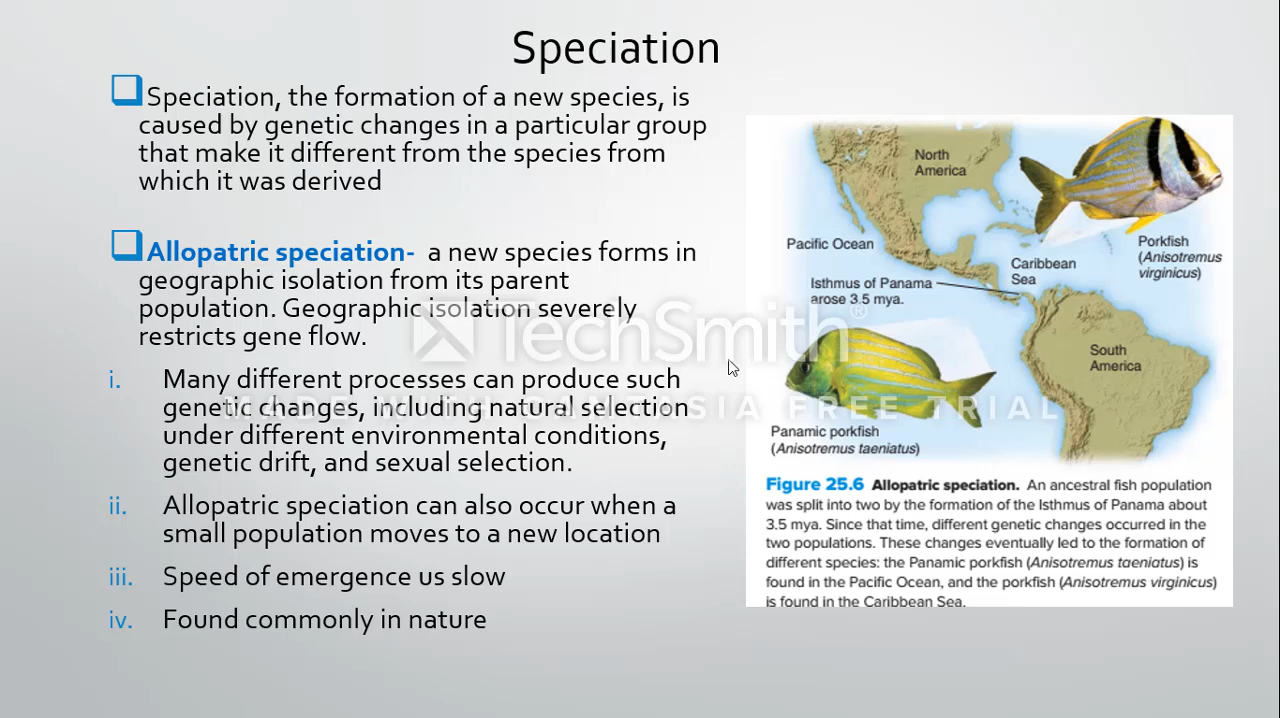 Speciation
Speciation, the formation of a new species, is
caused by genetic changes in a particular group
that make it different from the species from
which it was derived
Allopatric speciation- a new species forms in
geographic isolation from its parent
population. Geographic isolation severely
restricts gene flow.
i. Many different processes can produce such
genetic changes, including natural selection
under different environmental conditions,
genetic drift, and sexual selection.
ii. Allopatric speciation can also occur when a
small population moves to a new location
iii. Speed of emergence us slow
iv. Found commonly in nature
North
America
Pacific Ocean
Isthmus of Panama
arose 3.5 mya.
Caribbean
Sea
Porkfish
(Anisotremus
virginicus)
South
America
Panamic porkfish
(Anisotremus taeniatus)
Figure 25.6 Allopatric speciation. An ancestral fish population
was split into two by the formation of the Isthmus of Panama about
3.5 mya. Since that time, different genetic changes occurred in the
two populations. These changes eventually led to the formation of
different species: the Panamic porkfish (Anisotremus taeniatus) is
found in the Pacific Ocean, and the porkfish (Anisotremus virginicus)
is found in the Caribbean Sea.
TechSmith®
MADE WITH CAMTASIA FREE TRIAL